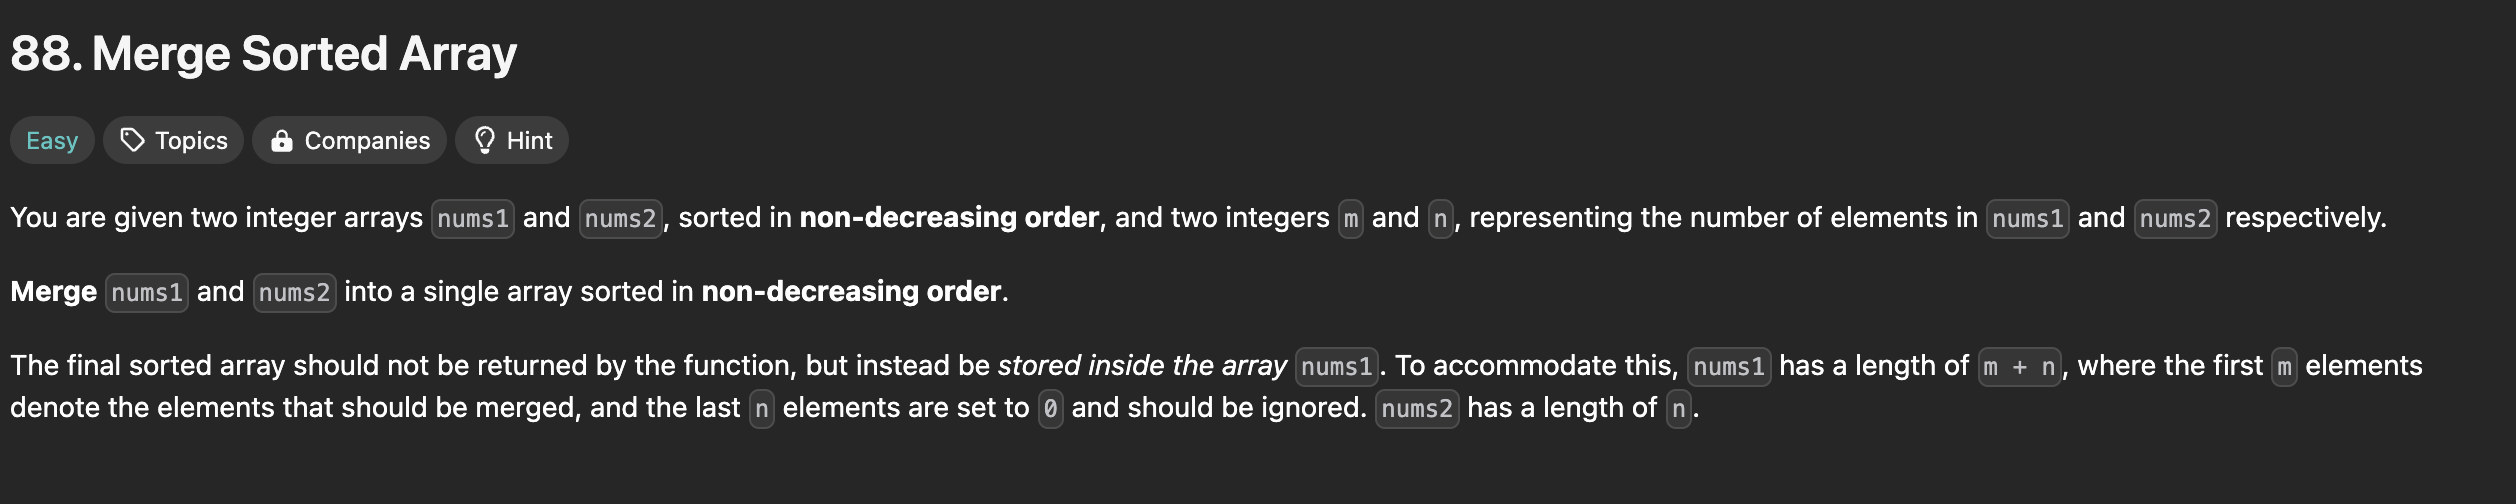 88. Merge Sorted Array
Easy Topics Companies Hint
You are given two integer arrays nums1 and nums2, sorted in non-decreasing order, and two integers m and n, representing the number of elements in nums1 and nums2 respectively.
Merge nums1 and nums2 into a single array sorted in non-decreasing order.
The final sorted array should not be returned by the function, but instead be stored inside the array nums1. To accommodate this, nums1 has a length of m + n, where the first m elements
denote the elements that should be merged, and the last n elements are set to 0 and should be ignored. nums2 has a length of n.